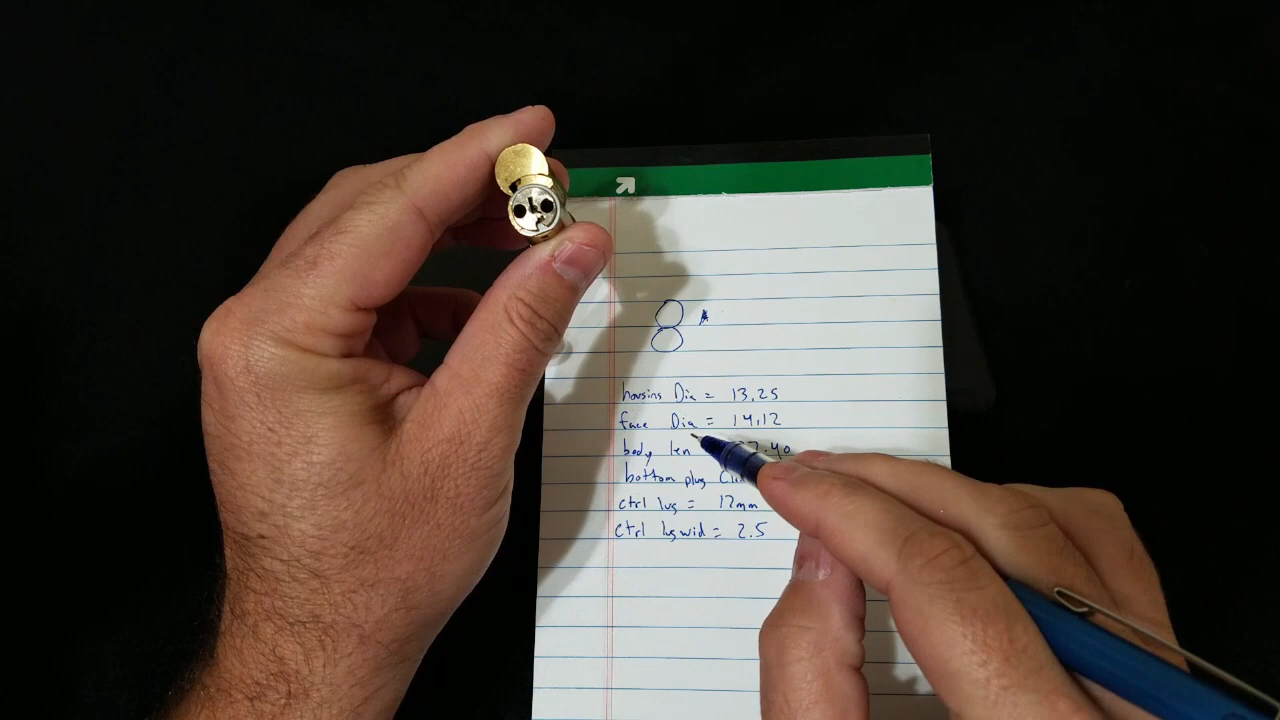 housing Dia = 13.25
face Dia = 14.12
body len
bottom plug
ctrl lug = 12mm
ctrl lug wid = 2.5